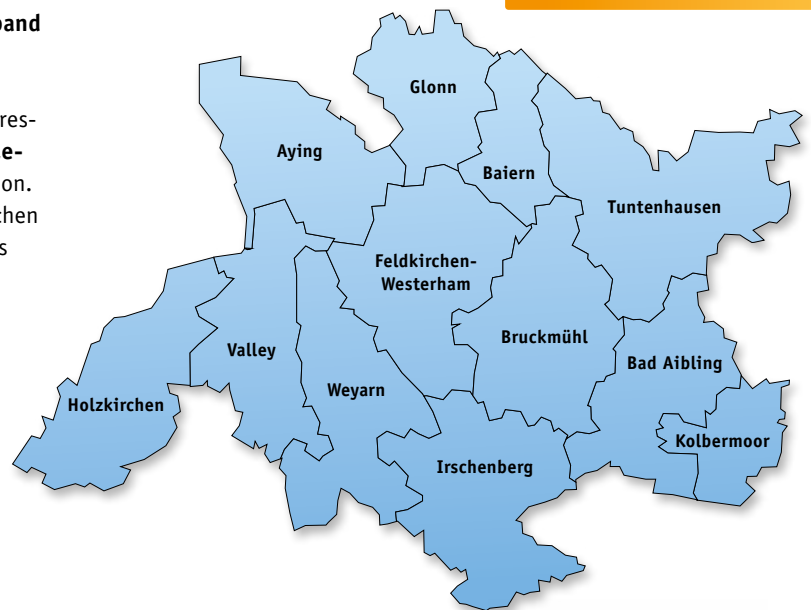 band
res-
e-
on.
chen
s
Glonn
Aying
Baiern
Tuntenhausen
Feldkirchen-
Westerham
Bruckmühl
Valley
Bad Aibling
Weyarn
Holzkirchen
Kolbermoor
Irschenberg